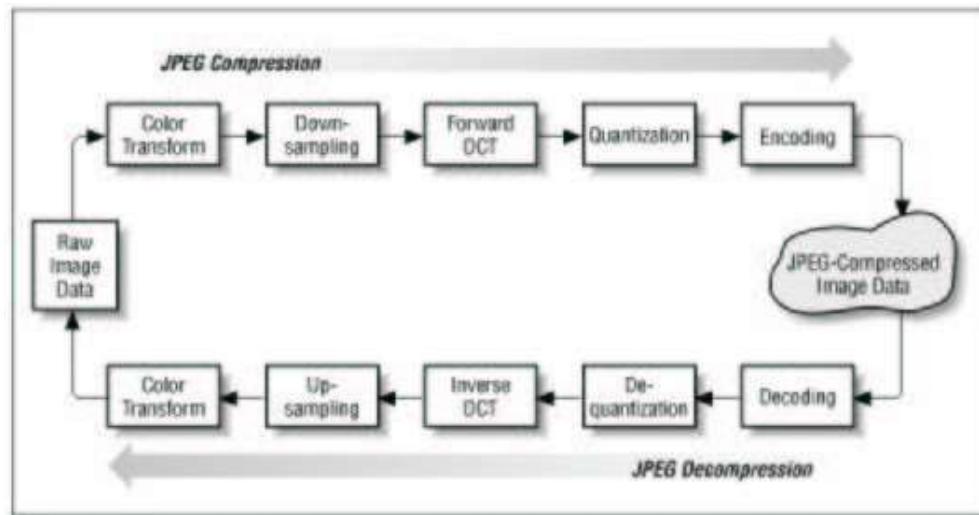 JPEG Compression
Color
Transform
Down-
sampling
Forward
DCT
Quantization
Encoding
Raw
Image
Data
JPEG-Compressed
Image Data
Color
Transform
Up-
sampling
Inverse
DCT
De-
quantization
Decoding
JPEG Decompression